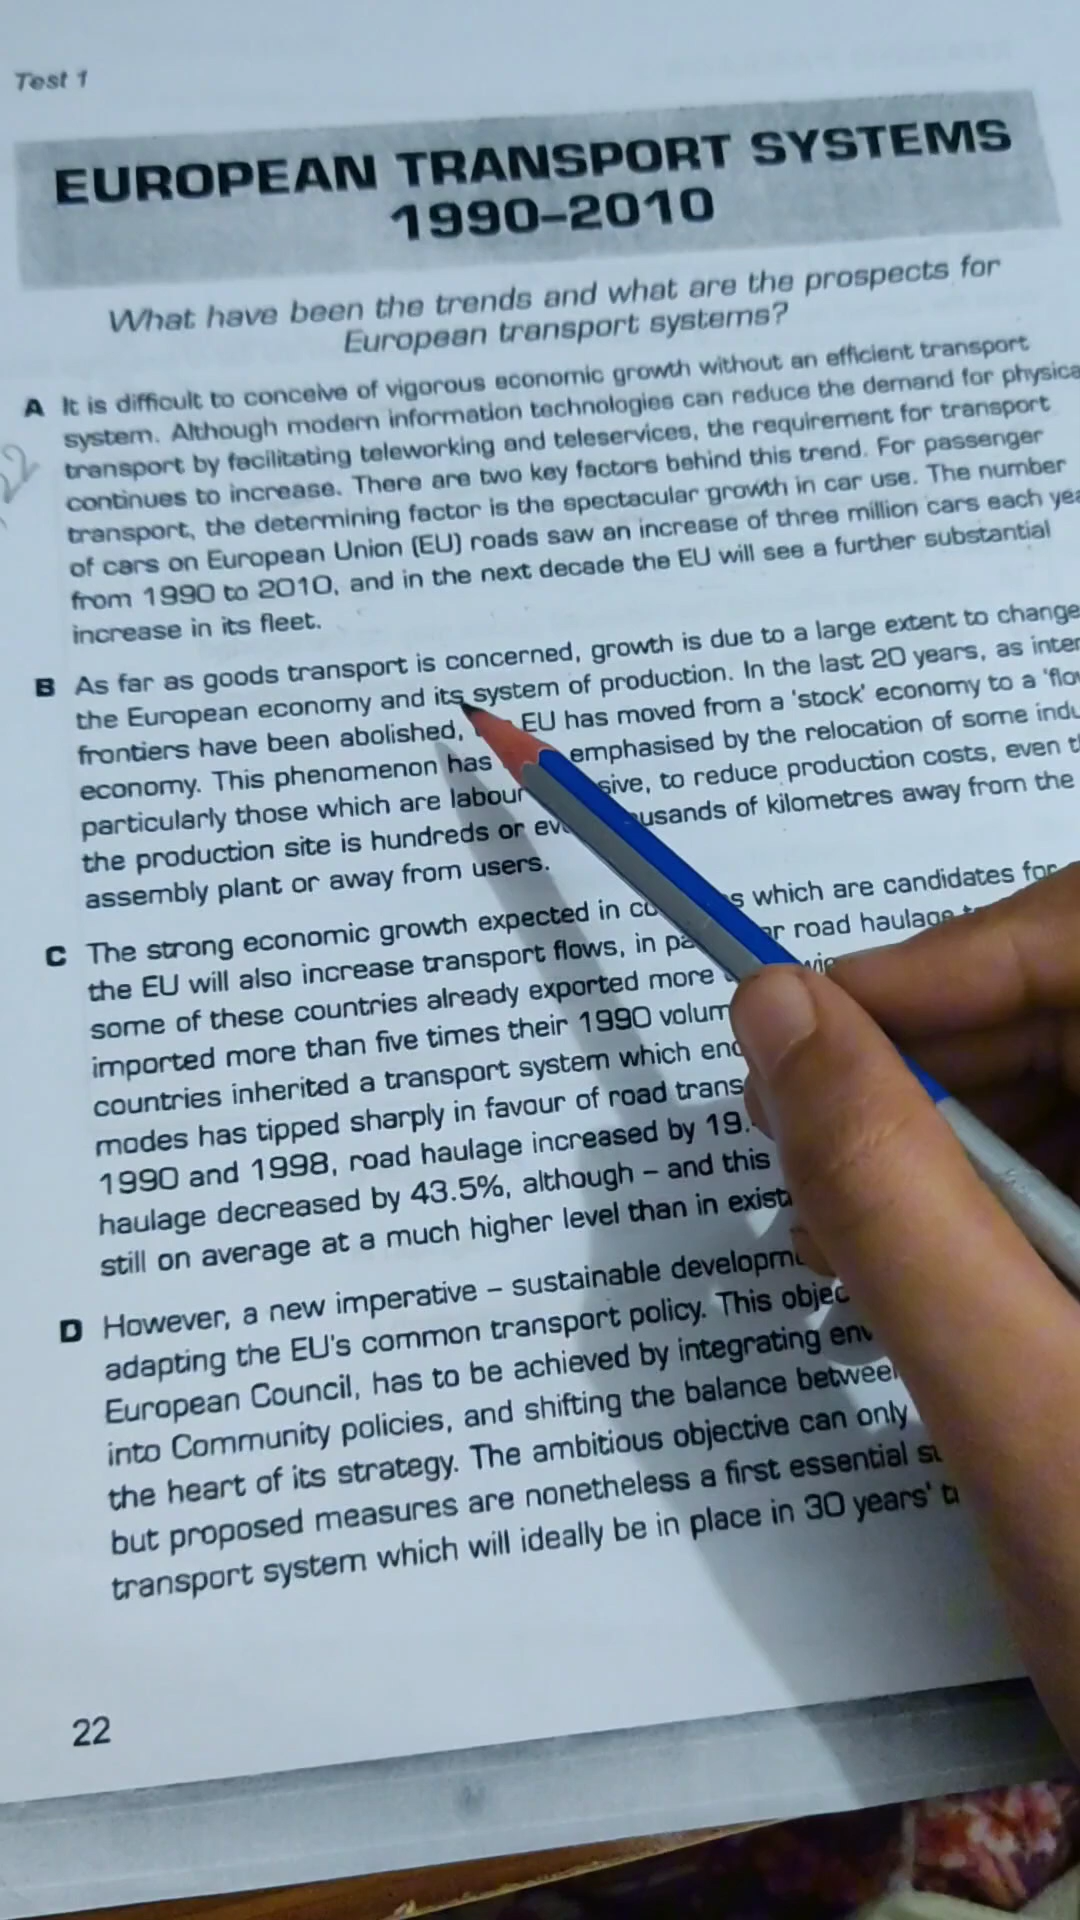 Test 1
EUROPEAN TRANSPORT SYSTEMS
1990–2010
What have been the trends and what are the prospects for
European transport systems?
A It is difficult to conceive of vigorous economic growth without an efficient transport
system. Although modern information technologies can reduce the demand for physica
transport by facilitating teleworking and teleservices, the requirement for transport
continues to increase. There are two key factors behind this trend. For passenger
transport, the determining factor is the spectacular growth in car use. The number
of cars on European Union (EU) roads saw an increase of three million cars each yea
from 1990 to 2010, and in the next decade the EU will see a further substantial
increase in its fleet.
B As far as goods transport is concerned, growth is due to a large extent to change
the European economy and its system of production. In the last 20 years, as inter
frontiers have been abolished, EU has moved from a 'stock' economy to a 'flo
economy. This phenomenon has emphasised by the relocation of some indu
particularly those which are labour sive, to reduce production costs, even t
the production site is hundreds or eve usands of kilometres away from the
assembly plant or away from users.
C The strong economic growth expected in co s which are candidates for
the EU will also increase transport flows, in pa ar road haulage
some of these countries already exported more
imported more than five times their 1990 volum
countries inherited a transport system which enc
modes has tipped sharply in favour of road trans
1990 and 1998, road haulage increased by 19.
haulage decreased by 43.5%, although – and this
still on average at a much higher level than in exist
D However, a new imperative – sustainable developm
adapting the EU's common transport policy. This objec
European Council, has to be achieved by integrating env
into Community policies, and shifting the balance between
the heart of its strategy. The ambitious objective can only
but proposed measures are nonetheless a first essential st
transport system which will ideally be in place in 30 years' ti
22